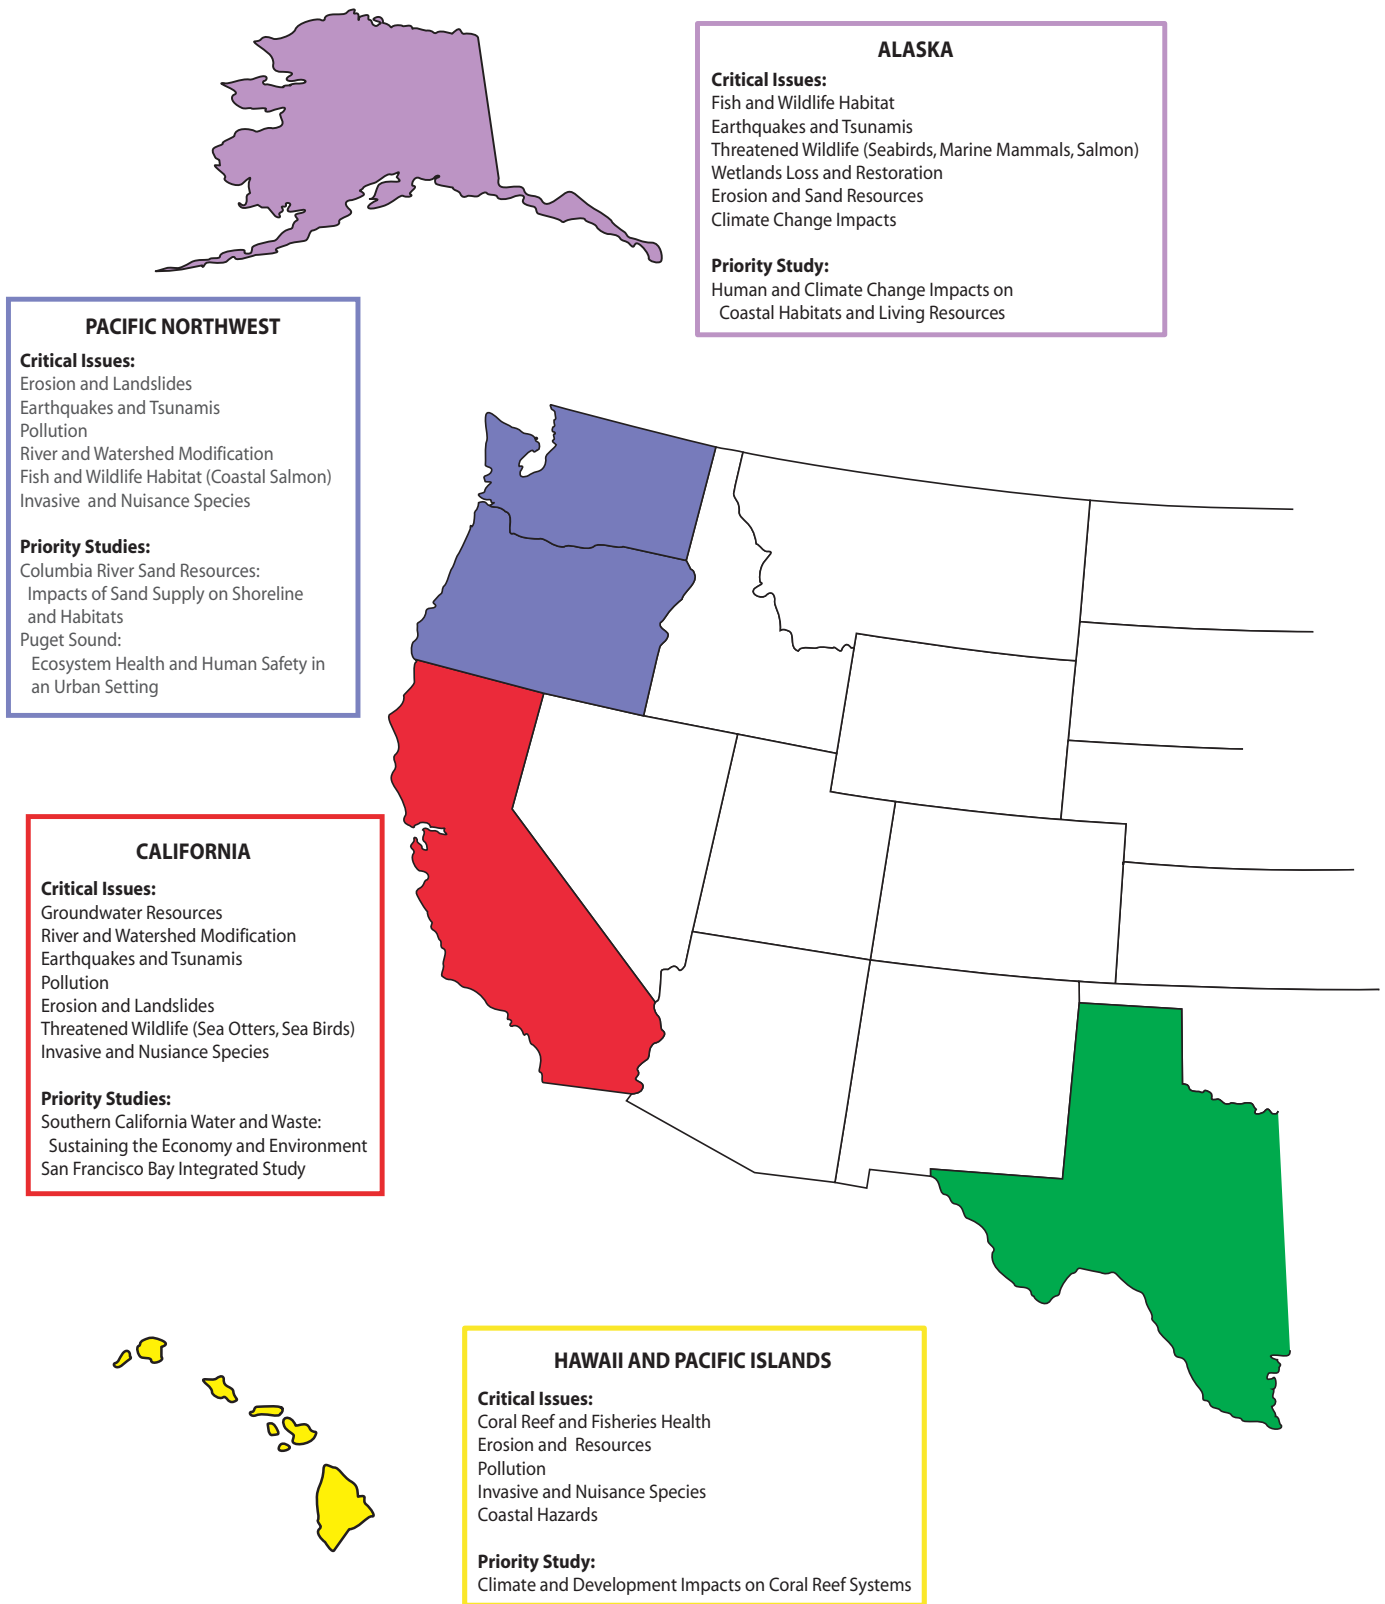 ALASKA
Critical Issues:
Fish and Wildlife Habitat
Earthquakes and Tsunamis
Threatened Wildlife (Seabirds, Marine Mammals, Salmon)
Wetlands Loss and Restoration
Erosion and Sand Resources
Climate Change Impacts
Priority Study:
Human and Climate Change Impacts on
Coastal Habitats and Living Resources
PACIFIC NORTHWEST
Critical Issues:
Erosion and Landslides
Earthquakes and Tsunamis
Pollution
River and Watershed Modification
Fish and Wildlife Habitat (Coastal Salmon)
Invasive and Nuisance Species
Priority Studies:
Columbia River Sand Resources:
Impacts of Sand Supply on Shoreline
and Habitats
Puget Sound:
Ecosystem Health and Human Safety in
an Urban Setting
CALIFORNIA
Critical Issues:
Groundwater Resources
River and Watershed Modification
Earthquakes and Tsunamis
Pollution
Erosion and Landslides
Threatened Wildlife (Sea Otters, Sea Birds)
Invasive and Nusiance Species
Priority Studies:
Southern California Water and Waste:
Sustaining the Economy and Environment
San Francisco Bay Integrated Study
HAWAII AND PACIFIC ISLANDS
Critical Issues:
Coral Reef and Fisheries Health
Erosion and Resources
Pollution
Invasive and Nuisance Species
Coastal Hazards
Priority Study:
Climate and Development Impacts on Coral Reef Systems